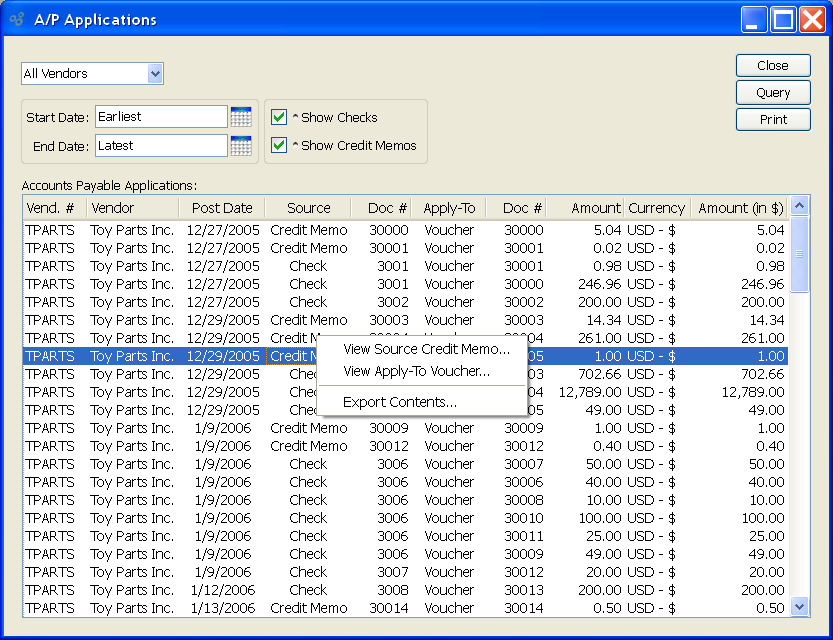 A/P Applications
All Vendors
Close
Query
Print
Start Date: Earliest
^ Show Checks
End Date: Latest
^ Show Credit Memos
Accounts Payable Applications:
Vend. # Vendor Post Date Source Doc # Apply-To Doc # Amount Currency Amount (in $)
TPARTS Toy Parts Inc. 12/27/2005 Credit Memo 30000 Voucher 30000 5.04 USD - $ 5.04
TPARTS Toy Parts Inc. 12/27/2005 Credit Memo 30001 Voucher 30001 0.02 USD - $ 0.02
TPARTS Toy Parts Inc. 12/27/2005 Check 3001 Voucher 30001 0.98 USD - $ 0.98
TPARTS Toy Parts Inc. 12/27/2005 Check 3001 Voucher 30000 246.96 USD - $ 246.96
TPARTS Toy Parts Inc. 12/27/2005 Check 3002 Voucher 30002 200.00 USD - $ 200.00
TPARTS Toy Parts Inc. 12/29/2005 Credit Memo 30003 Voucher 30003 14.34 USD - $ 14.34
TPARTS Toy Parts Inc. 12/29/2005 Credit 04 261.00 USD - $ 261.00
TPARTS Toy Parts Inc. 12/29/2005 Credit 05 1.00 USD - $ 1.00
TPARTS Toy Parts Inc. 12/29/2005 Chec 03 702.66 USD - $ 702.66
TPARTS Toy Parts Inc. 12/29/2005 Chec 04 12,789.00 USD - $ 12,789.00
TPARTS Toy Parts Inc. 12/29/2005 Chec 05 49.00 USD - $ 49.00
View Source Credit Memo...
View Apply-To Voucher...
Export Contents...
TPARTS Toy Parts Inc. 1/9/2006 Credit Memo 30009 Voucher 30009 1.00 USD - $ 1.00
TPARTS Toy Parts Inc. 1/9/2006 Credit Memo 30012 Voucher 30012 0.40 USD - $ 0.40
TPARTS Toy Parts Inc. 1/9/2006 Check 3006 Voucher 30007 50.00 USD - $ 50.00
TPARTS Toy Parts Inc. 1/9/2006 Check 3006 Voucher 30006 40.00 USD - $ 40.00
TPARTS Toy Parts Inc. 1/9/2006 Check 3006 Voucher 30008 10.00 USD - $ 10.00
TPARTS Toy Parts Inc. 1/9/2006 Check 3006 Voucher 30010 100.00 USD - $ 100.00
TPARTS Toy Parts Inc. 1/9/2006 Check 3006 Voucher 30011 25.00 USD - $ 25.00
TPARTS Toy Parts Inc. 1/9/2006 Check 3006 Voucher 30009 49.00 USD - $ 49.00
TPARTS Toy Parts Inc. 1/9/2006 Check 3007 Voucher 30012 20.00 USD - $ 20.00
TPARTS Toy Parts Inc. 1/12/2006 Check 3008 Voucher 30013 200.00 USD - $ 200.00
TPARTS Toy Parts Inc. 1/13/2006 Credit Memo 30014 Voucher 30014 0.50 USD - $ 0.50